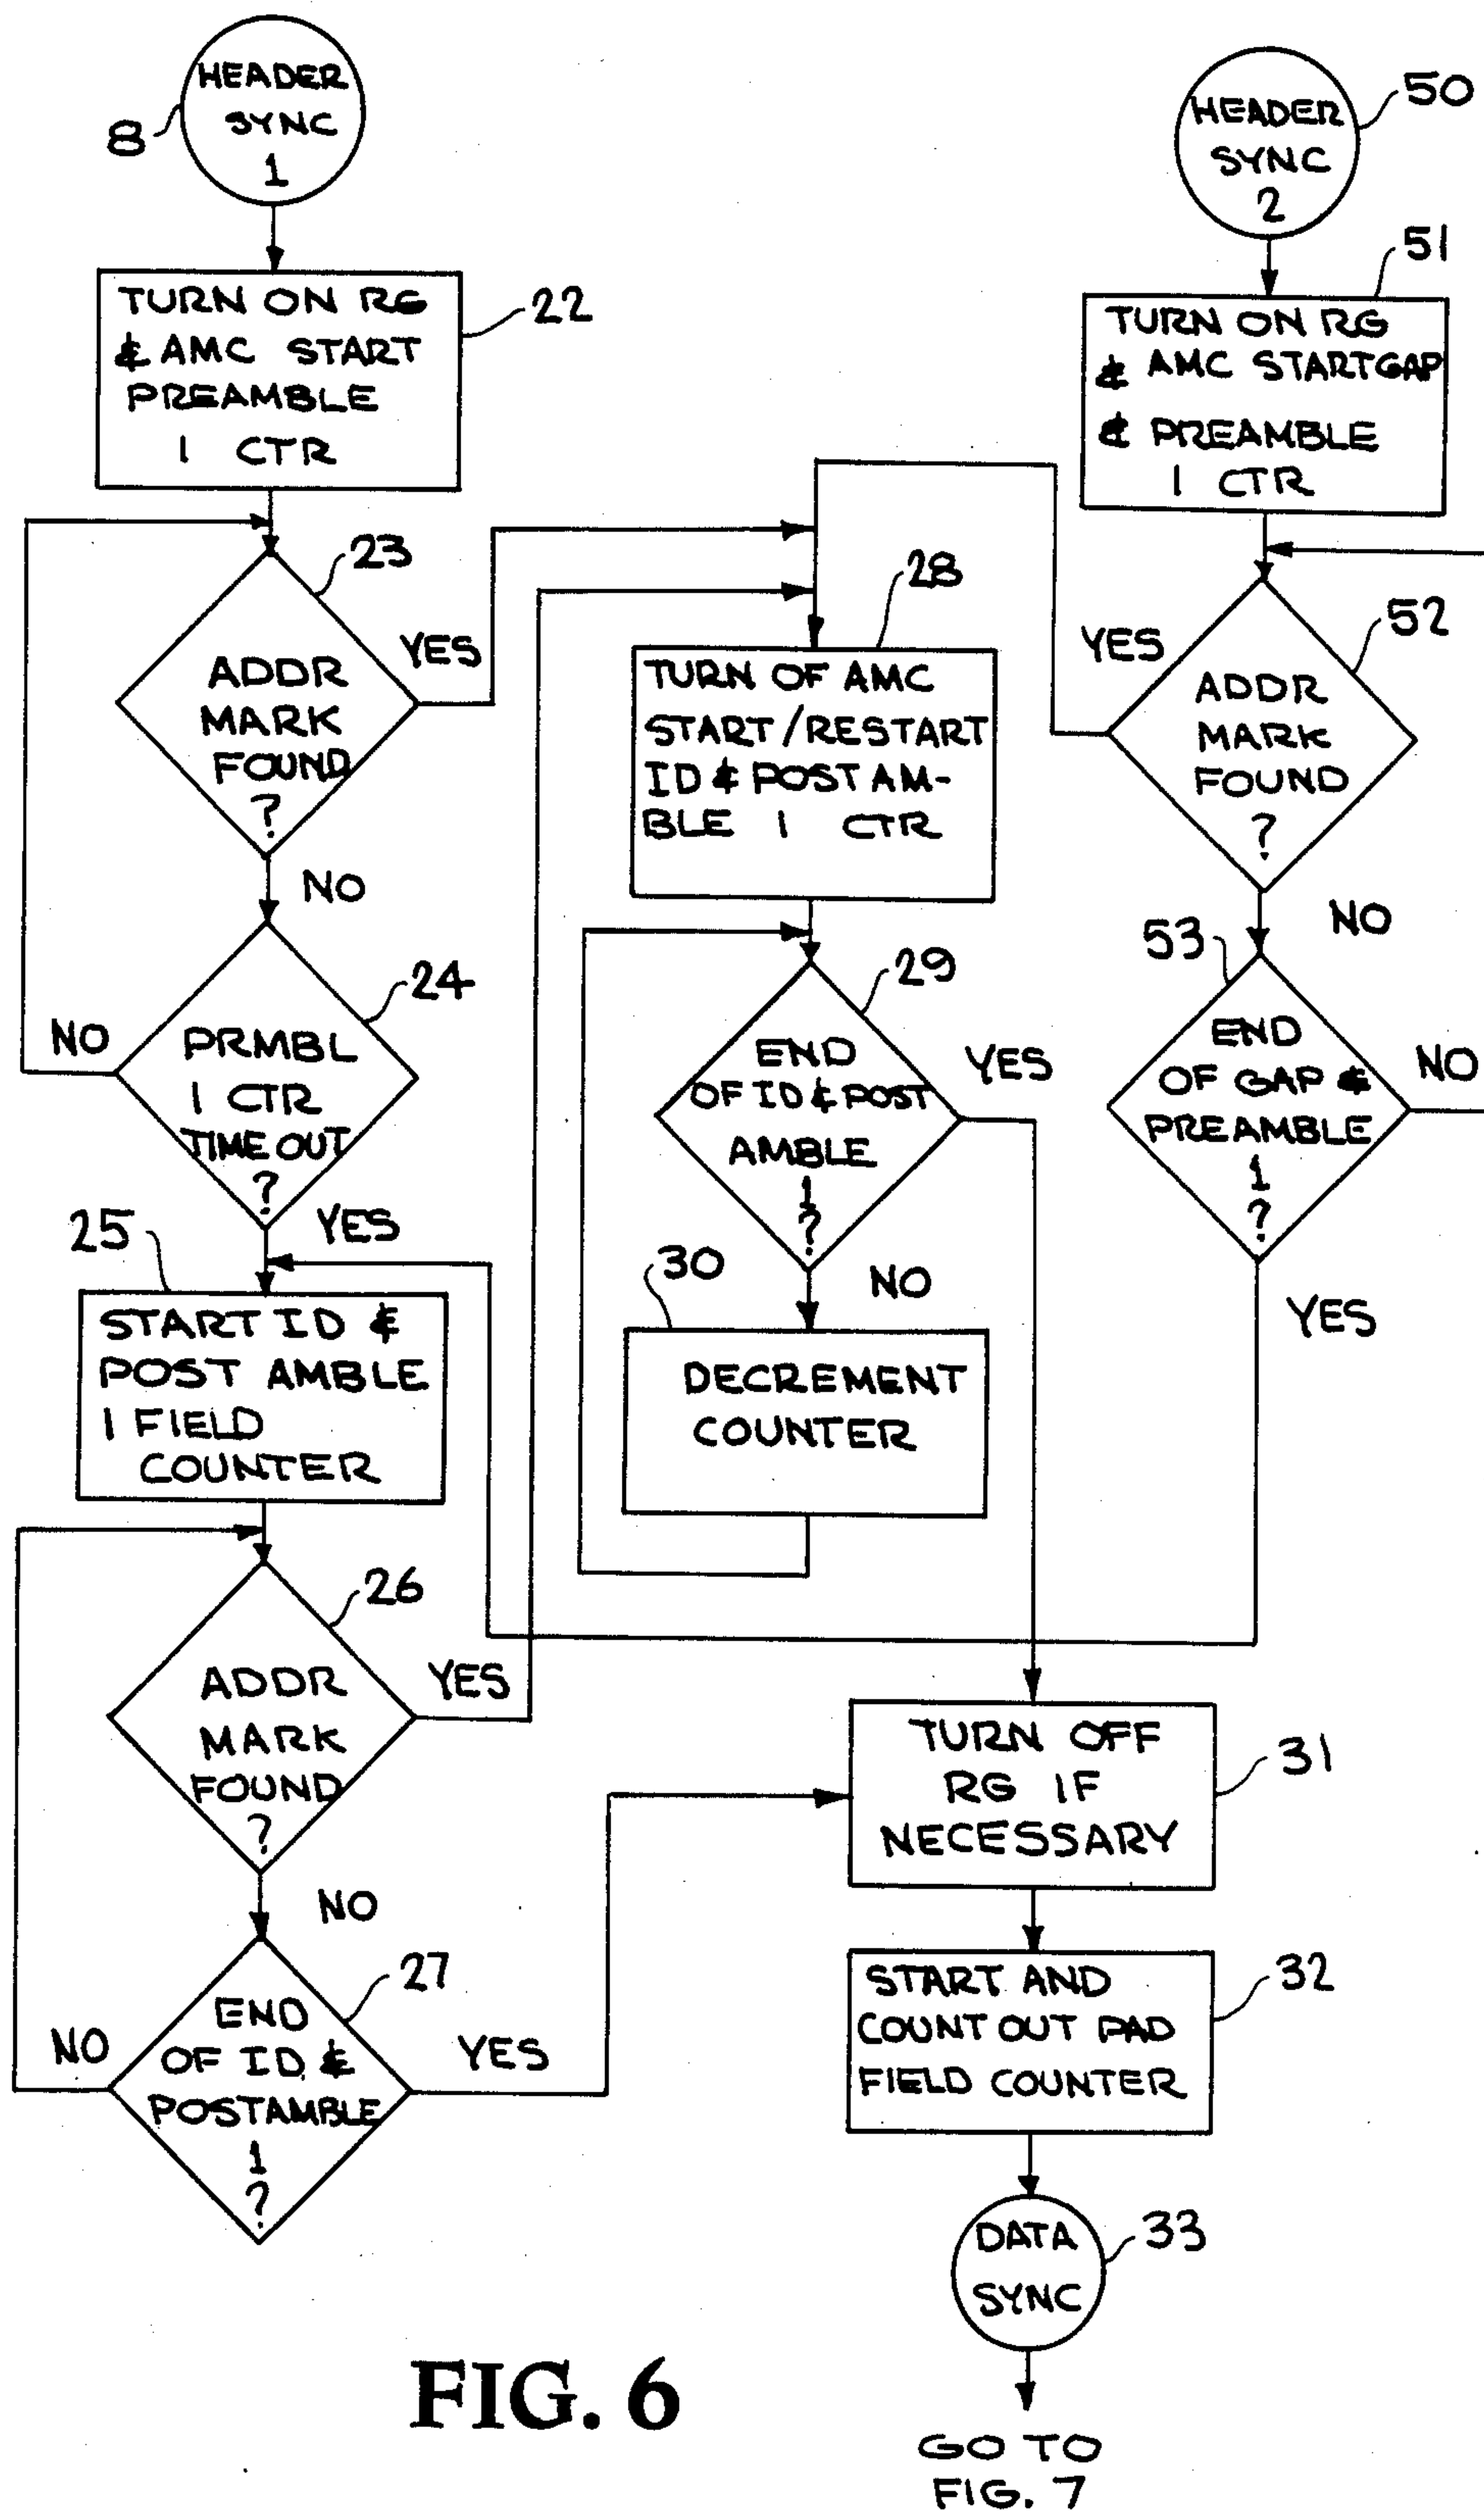 HEADER
SYNC
1
8
TURN ON RG
& AMC START
PREAMBLE
1 CTR
22
ADDR
MARK
FOUND
?
23
YES
NO
PRMBL
1 CTR
TIME OUT
?
24
NO
YES
25
START ID &
POST AMBLE
1 FIELD
COUNTER
ADDR
MARK
FOUND
?
26
YES
NO
END
OF ID &
POSTAMBLE
1
?
27
NO
YES
28
TURN OF AMC
START/RESTART
ID & POST AM-
BLE 1 CTR
END
OF ID & POST
AMBLE
1
?
29
YES
NO
30
DECREMENT
COUNTER
HEADER
SYNC
2
50
51
TURN ON RG
& AMC START GAP
& PREAMBLE
1 CTR
ADDR
MARK
FOUND
?
52
YES
NO
53
END
OF GAP &
PREAMBLE
1
?
NO
YES
TURN OFF
RG IF
NECESSARY
31
START AND
COUNT OUT PAD
FIELD COUNTER
32
DATA
SYNC
33
GO TO
FIG. 7
FIG. 6